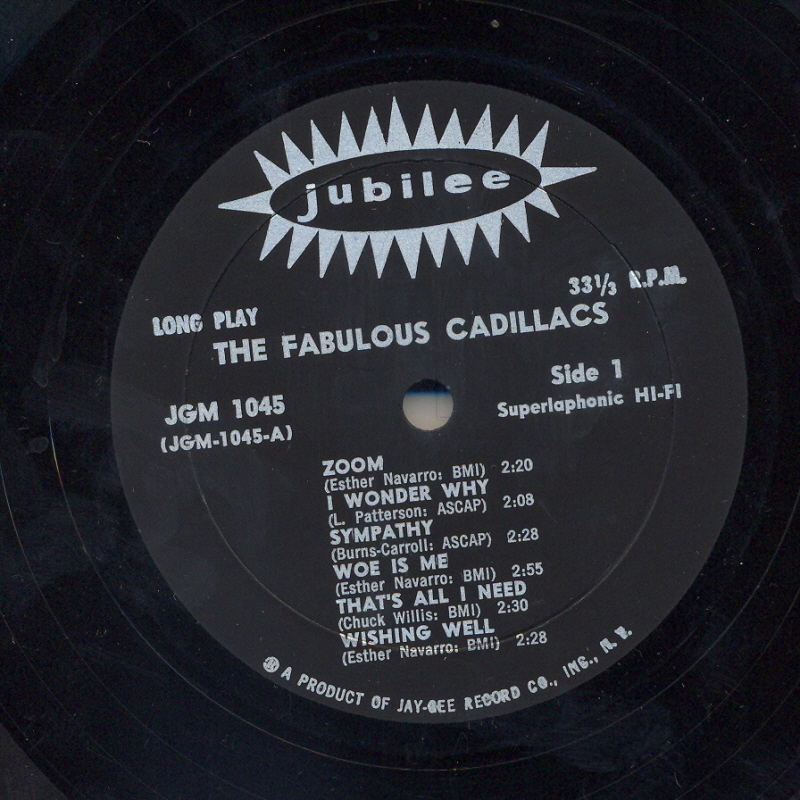 jubilee
33 1/3 R.P.M.
LONG PLAY
THE FABULOUS CADILLACS
Side 1
JGM 1045
Superlaphonic HI-FI
(JGM-1045-A)
ZOOM
(Esther Navarro: BMI) 2:20
I WONDER WHY
(L. Patterson: ASCAP) 2:08
SYMPATHY
(Burns-Carroll: ASCAP) 2:28
WOE IS ME
(Esther Navarro: BMI) 2:55
THAT'S ALL I NEED
(Chuck Willis: BMI) 2:30
WISHING WELL
(Esther Navarro: BMI) 2:28
A PRODUCT OF JAY-GEE RECORD CO., INC., N. Y.